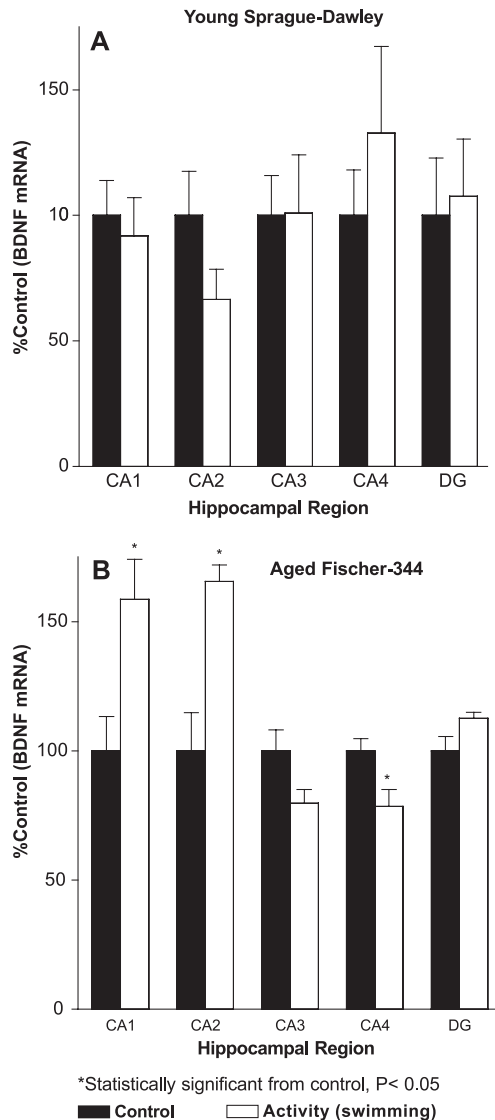 Young Sprague-Dawley
A
150
10
50
0
%Control (BDNF mRNA)
CA1 CA2 CA3 CA4 DG
Hippocampal Region
B
Aged Fischer-344
* * *
150
100
50
0
%Control (BDNF mRNA)
CA1 CA2 CA3 CA4 DG
Hippocampal Region
*Statistically significant from control, P< 0.05
Control Activity (swimming)